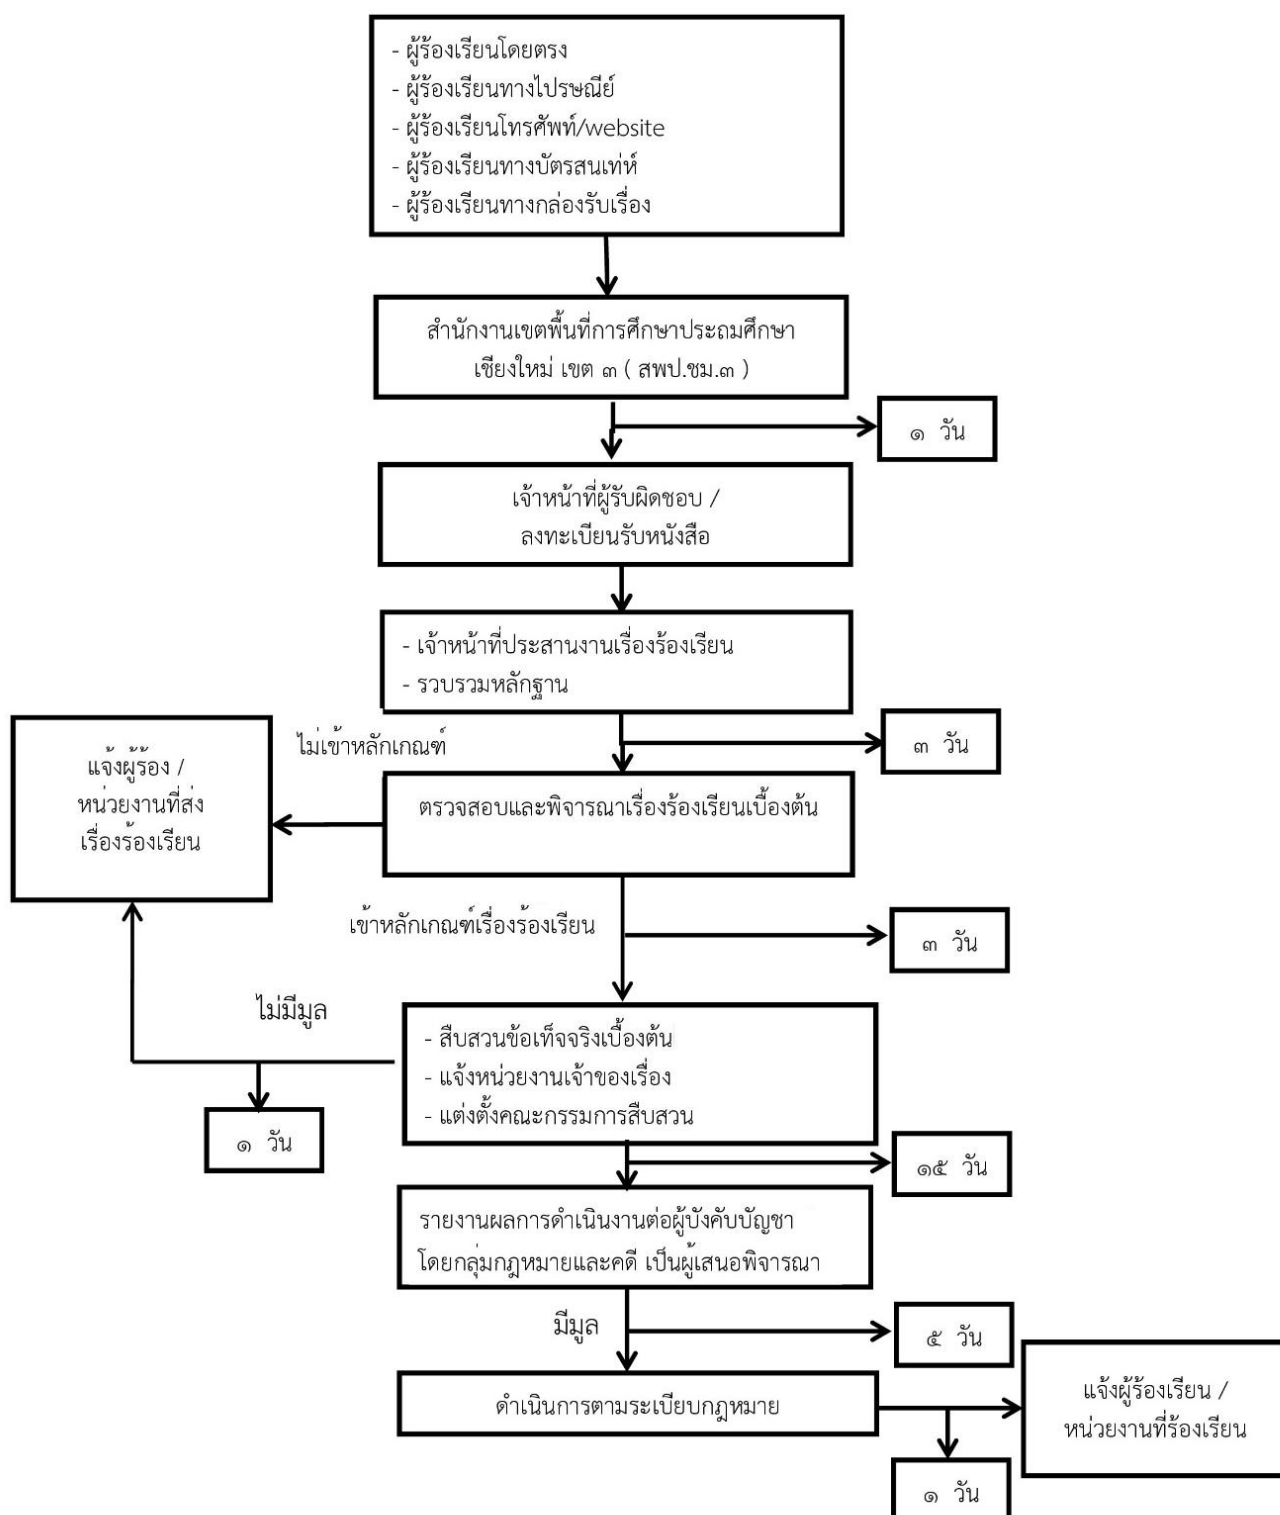 - ผู้ร้องเรียนโดยตรง
- ผู้ร้องเรียนทางไปรษณีย์
- ผู้ร้องเรียนโทรศัพท์/website
- ผู้ร้องเรียนทางบัตรสนเท่ห์
- ผู้ร้องเรียนทางกล่องรับเรื่อง
สำนักงานเขตพื้นที่การศึกษาประถมศึกษา
เชียงใหม่ เขต ๓ ( สพป.ชม.๓ )
๑ วัน
เจ้าหน้าที่ผู้รับผิดชอบ /
ลงทะเบียนรับหนังสือ
- เจ้าหน้าที่ประสานงานเรื่องร้องเรียน
- รวบรวมหลักฐาน
๓ วัน
ไม่เข้าหลักเกณฑ์
แจ้งผู้ร้อง /
หน่วยงานที่ส่ง
เรื่องร้องเรียน
ตรวจสอบและพิจารณาเรื่องร้องเรียนเบื้องต้น
เข้าหลักเกณฑ์เรื่องร้องเรียน
๓ วัน
ไม่มีมูล
- สืบสวนข้อเท็จจริงเบื้องต้น
- แจ้งหน่วยงานเจ้าของเรื่อง
- แต่งตั้งคณะกรรมการสืบสวน
๑ วัน
๑๕ วัน
รายงานผลการดำเนินงานต่อผู้บังคับบัญชา
โดยกลุ่มกฎหมายและคดี เป็นผู้เสนอพิจารณา
มีมูล
๕ วัน
ดำเนินการตามระเบียบกฎหมาย
แจ้งผู้ร้องเรียน /
หน่วยงานที่ร้องเรียน
๑ วัน